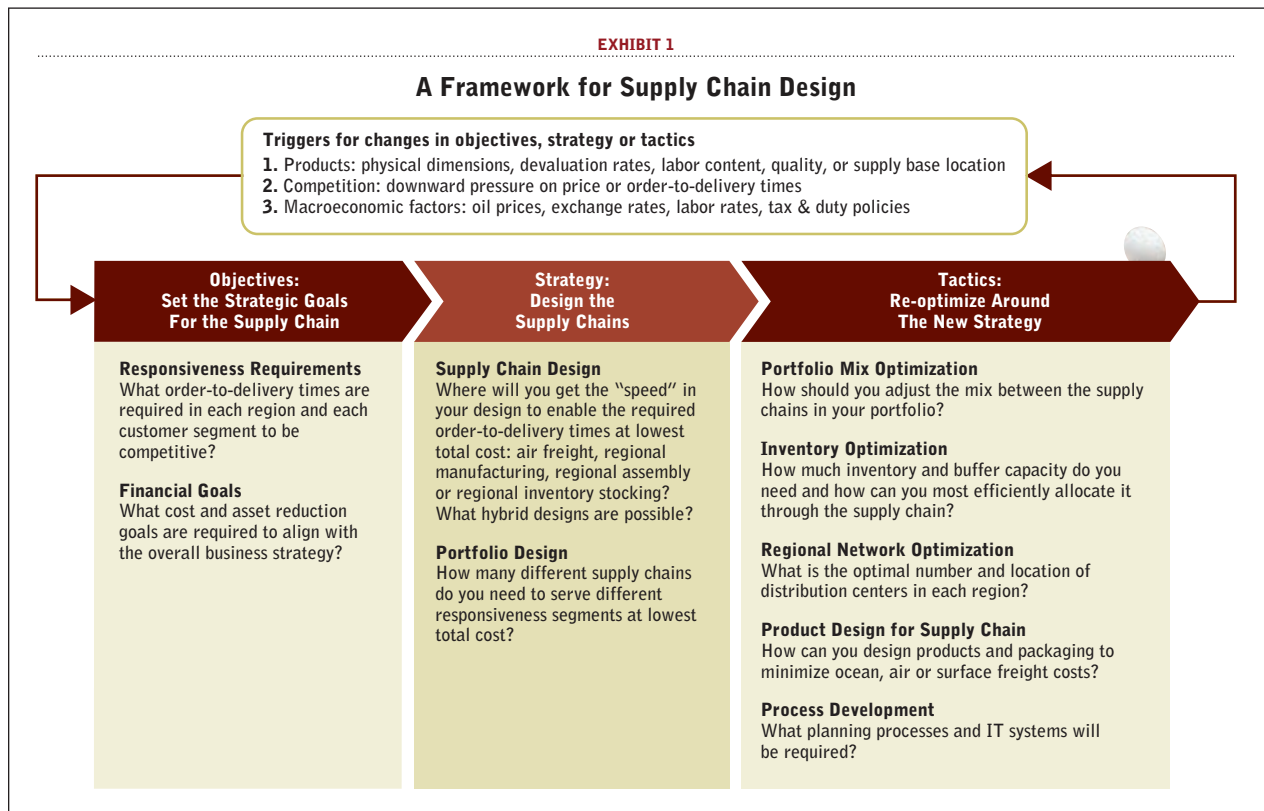 EXHIBIT 1
A Framework for Supply Chain Design
Triggers for changes in objectives, strategy or tactics
1. Products: physical dimensions, devaluation rates, labor content, quality, or supply base location
2. Competition: downward pressure on price or order-to-delivery times
3. Macroeconomic factors: oil prices, exchange rates, labor rates, tax & duty policies
Objectives:
Set the Strategic Goals
For the Supply Chain
Responsiveness Requirements
What order-to-delivery times are
required in each region and each
customer segment to be
competitive?
Financial Goals
What cost and asset reduction
goals are required to align with
the overall business strategy?
Strategy:
Design the
Supply Chains
Supply Chain Design
Where will you get the “speed” in
your design to enable the required
order-to-delivery times at lowest
total cost: air freight, regional
manufacturing, regional assembly
or regional inventory stocking?
What hybrid designs are possible?
Portfolio Design
How many different supply chains
do you need to serve different
responsiveness segments at lowest
total cost?
Tactics:
Re-optimize Around
The New Strategy
Portfolio Mix Optimization
How should you adjust the mix between the supply
chains in your portfolio?
Inventory Optimization
How much inventory and buffer capacity do you
need and how can you most efficiently allocate it
through the supply chain?
Regional Network Optimization
What is the optimal number and location of
distribution centers in each region?
Product Design for Supply Chain
How can you design products and packaging to
minimize ocean, air or surface freight costs?
Process Development
What planning processes and IT systems will
be required?